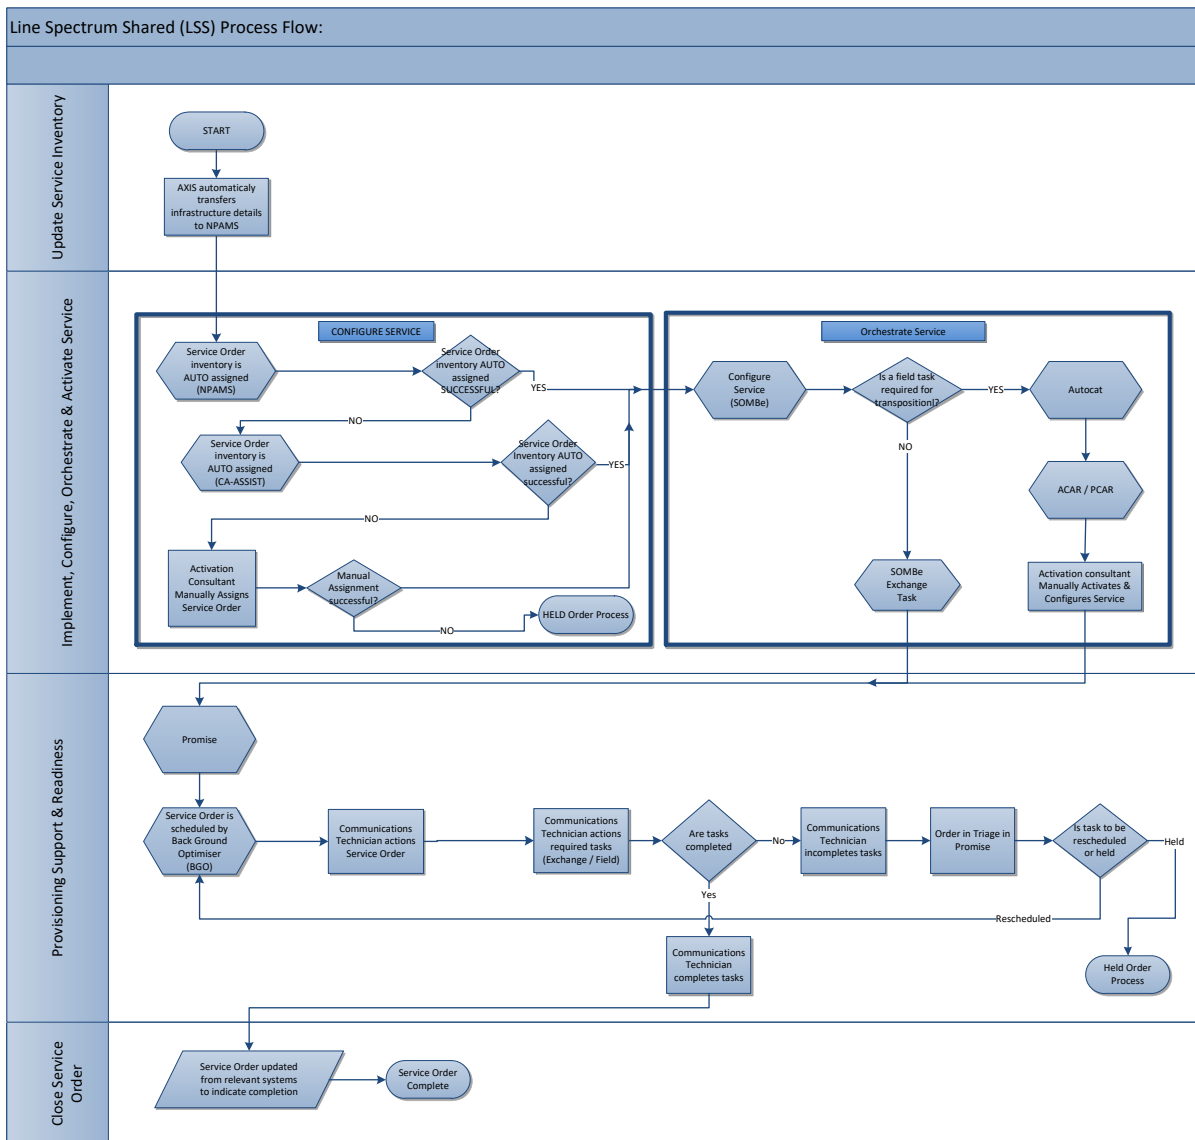 Line Spectrum Shared (LSS) Process Flow:
Update Service Inventory
START
AXIS automaticaly
transfers
infrastructure details
to NPAMS
Implement, Configure, Orchestrate & Activate Service
CONFIGURE SERVICE
Service Order
inventory is
AUTO assigned
(NPAMS)
Service Order
inventory AUTO
assigned
SUCCESSFUL?
YES
NO
Service Order
inventory is
AUTO assigned
(CA-ASSIST)
Service Order
Inventory AUTO
assigned
successful?
YES
NO
Activation
Consultant
Manually Assigns
Service Order
Manual
Assignment
successful?
NO
HELD Order Process
Orchestrate Service
Configure
Service
(SOMBe)
Is a field task
required for
transpositionl?
YES
Autocat
NO
ACAR / PCAR
SOMBe
Exchange
Task
Activation consultant
Manually Activates &
Configures Service
Provisioning Support & Readiness
Promise
Service Order is
scheduled by
Back Ground
Optimiser
(BGO)
Communications
Technician actions
Service Order
Communications
Technician actions
required tasks
(Exchange / Field)
Are tasks
completed
No
Communications
Technician
incompletes tasks
Order in Triage in
Promise
Is task to be
rescheduled
or held
Held
Yes
Rescheduled
Communications
Technician
completes tasks
Held Order
Process
Close Service
Order
Service Order updated
from relevant systems
to indicate completion
Service Order
Complete